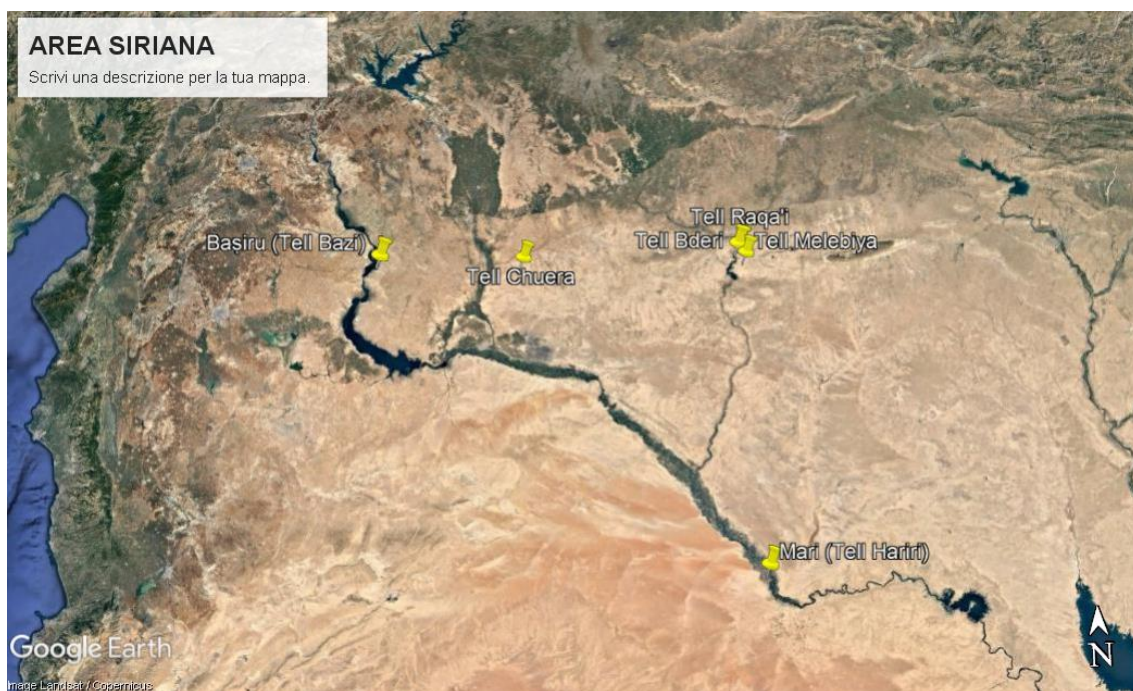 AREA SIRIANA
Scrivi una descrizione per la tua mappa.
Tell Raqa'i
Başiru (Tell Bazi)
Tell Bderi
Tell Melebiya
Tell Chuera
Mari (Tell Hariri)
Google Earth
N
Image Landsat / Copernicus